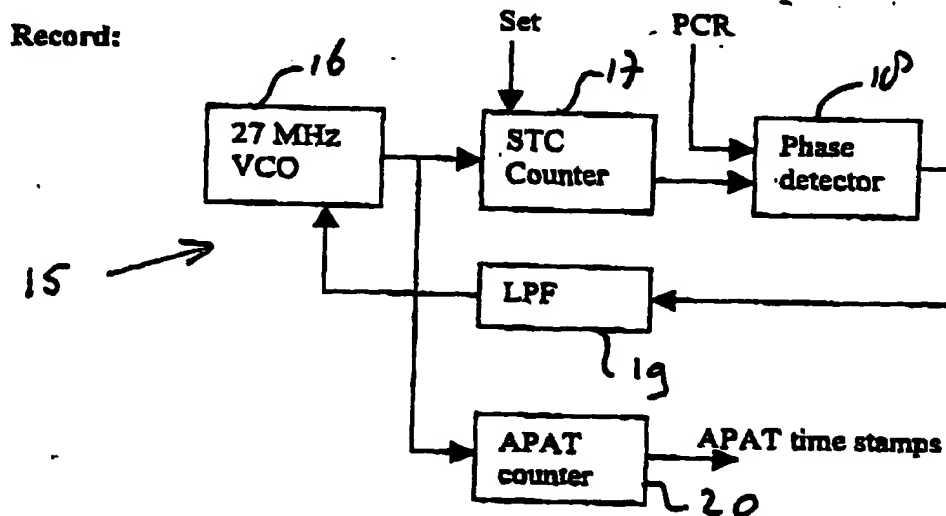 Record:
Set
PCR
16
17
18
27 MHz
VCO
STC
Counter
Phase
detector
15
LPF
19
APAT
counter
APAT time stamps
20